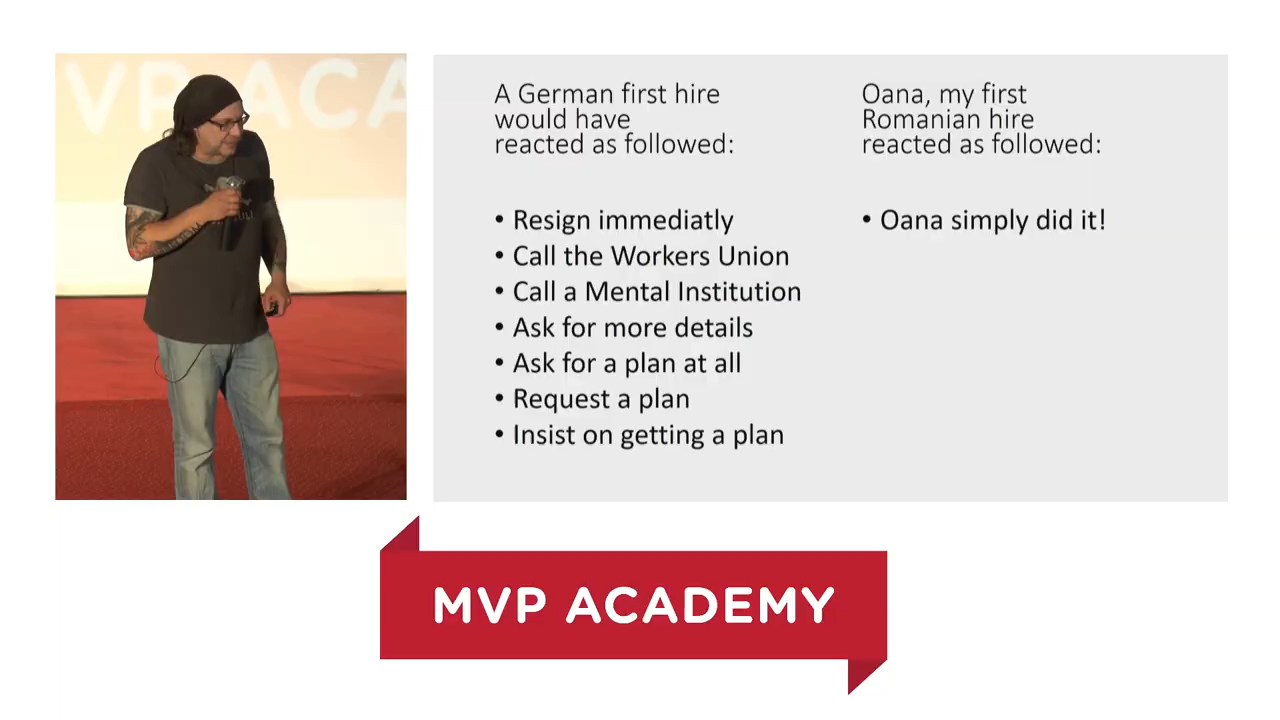 VP ACA
A German first hire
would have
reacted as followed:
• Resign immediatly
• Call the Workers Union
• Call a Mental Institution
• Ask for more details
• Ask for a plan at all
• Request a plan
• Insist on getting a plan
Oana, my first
Romanian hire
reacted as followed:
• Oana simply did it!
MVP ACADEMY